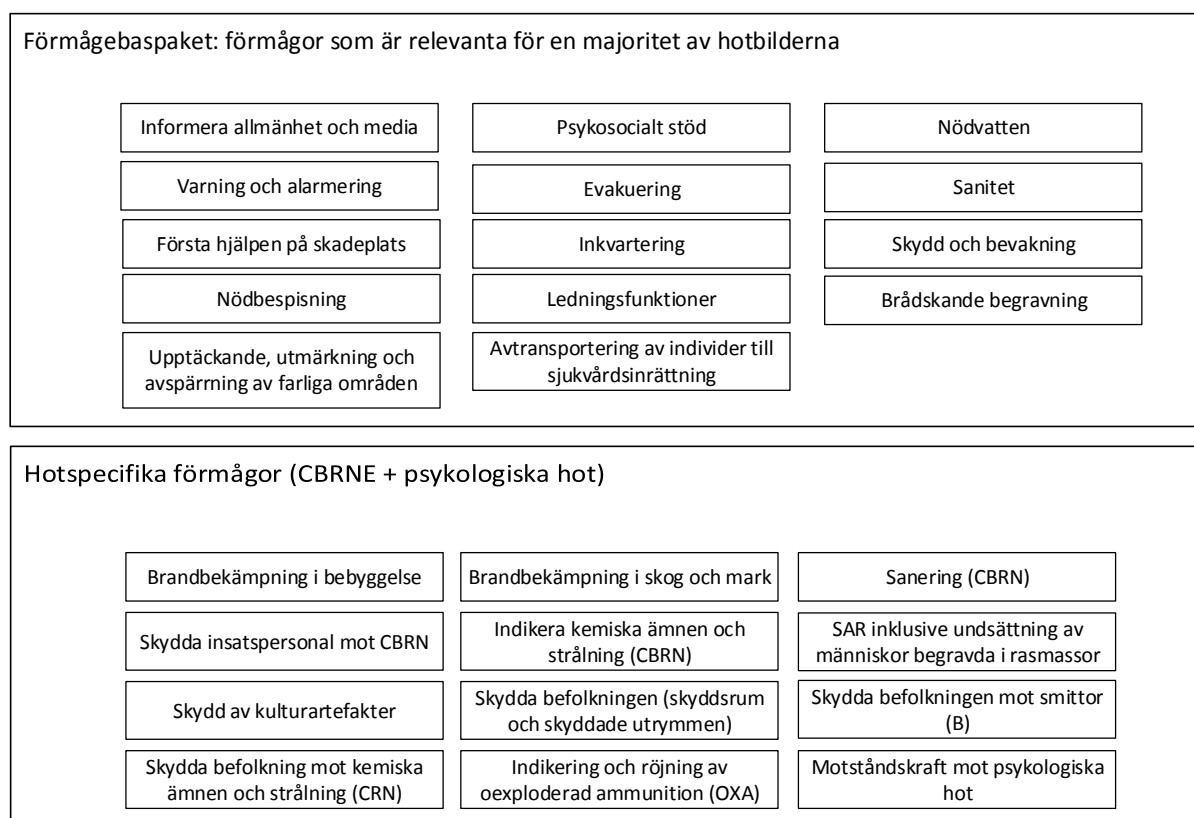 Förmågebaspaket: förmågor som är relevanta för en majoritet av hotbilderna
Informera allmänhet och media
Psykosocialt stöd
Nödvatten
Varning och alarmering
Evakuering
Sanitet
Första hjälpen på skadeplats
Inkvartering
Skydd och bevakning
Nödbespisning
Ledningsfunktioner
Brådskande begravning
Upptäckande, utmärkning och
avspärrning av farliga områden
Avtransportering av individer till
sjukvårdsinrättning
Hotspecifika förmågor (CBRNE + psykologiska hot)
Brandbekämpning i bebyggelse
Brandbekämpning i skog och mark
Sanering (CBRN)
Skydda insatspersonal mot CBRN
Indikera kemiska ämnen och
strålning (CBRN)
SAR inklusive undsättning av
människor begravda i rasmassor
Skydd av kulturartefakter
Skydda befolkningen (skyddsrum
och skyddade utrymmen)
Skydda befolkningen mot smittor
(B)
Skydda befolkning mot kemiska
ämnen och strålning (CRN)
Indikering och röjning av
oexploderad ammunition (OXA)
Motståndskraft mot psykologiska
hot